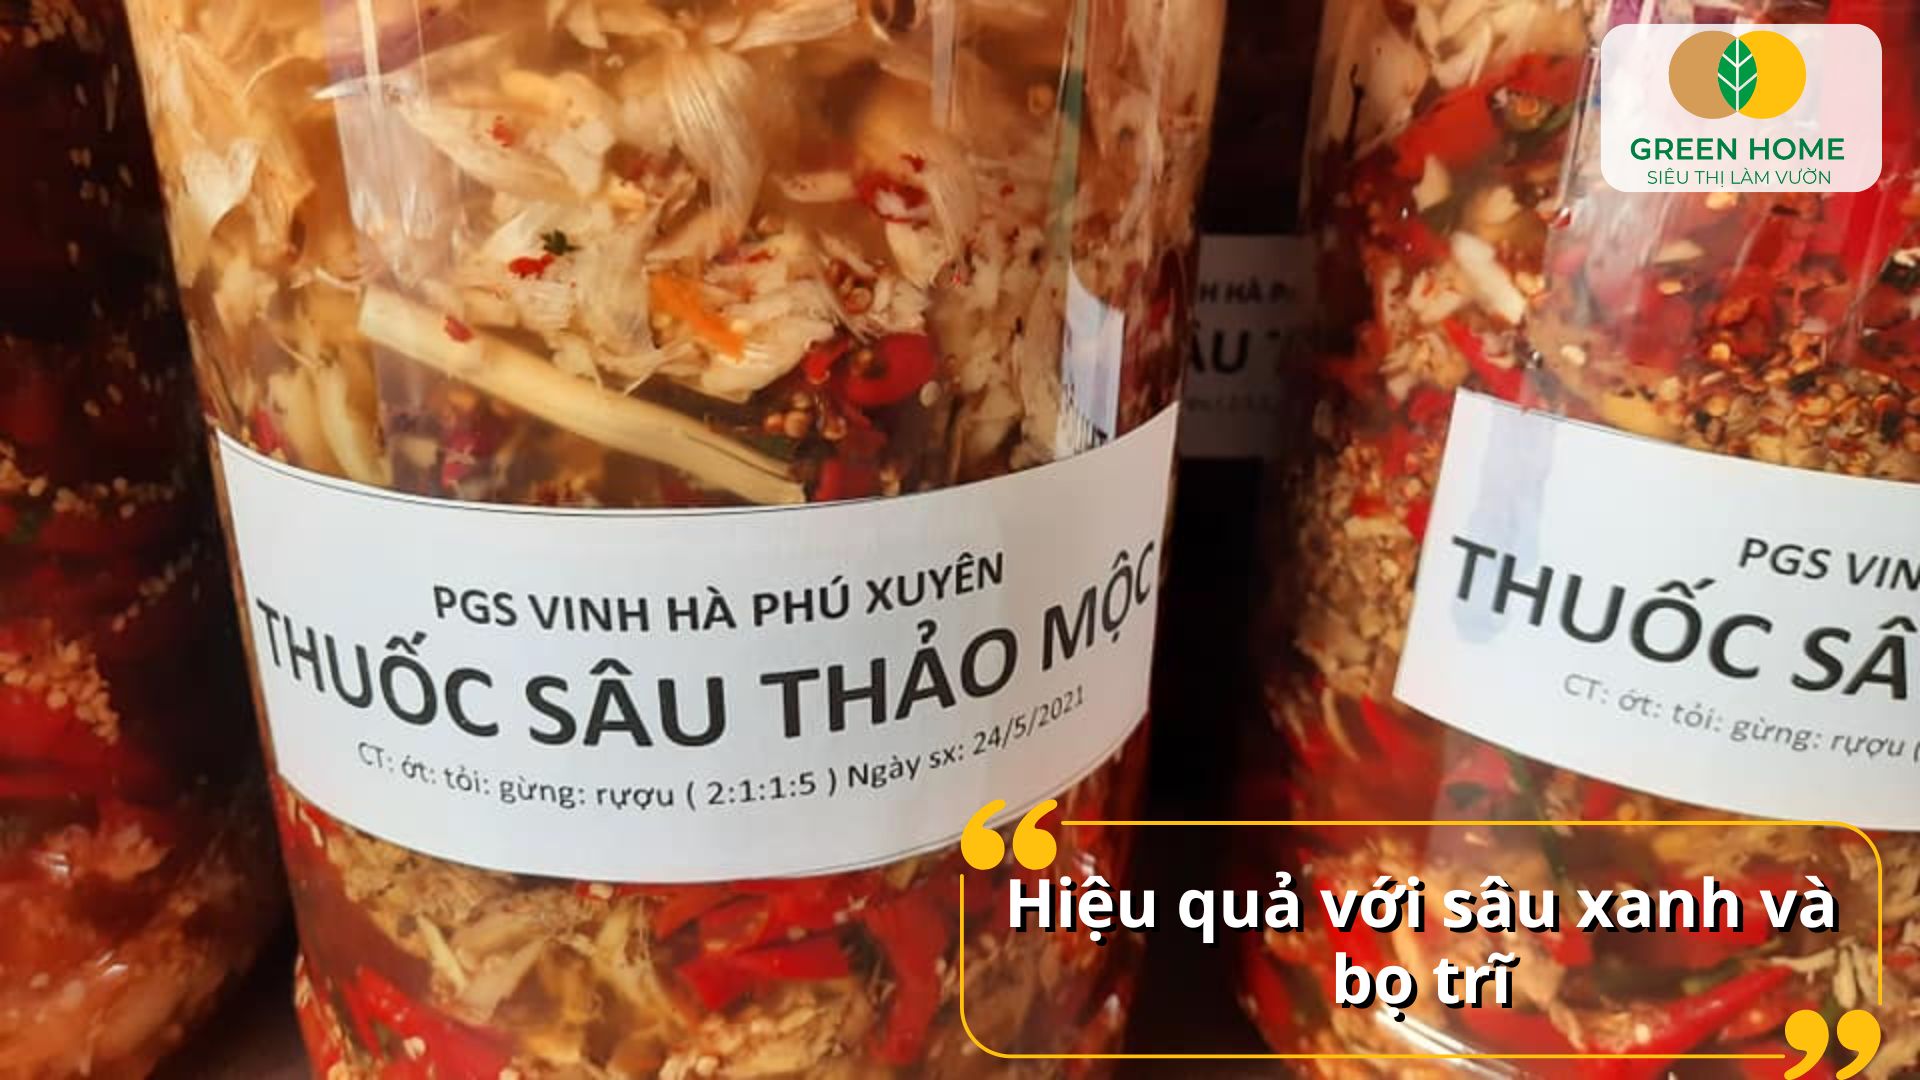 GREEN HOME
SIÊU THỊ LÀM VƯỜN
H HÀ P
ÂU T
PGS VINH HÀ PHÚ XUYÊN
THUỐC SÂU THẢO MỘC
CT: ớt: tỏi: gừng: rượu ( 2:1:1:5 ) Ngày sx: 24/5/2021
PGS VIN
THUỐC SÂ
CT: ớt: tỏi: gừng: rượu (
“Hiệu quả với sâu xanh và
bọ trĩ”